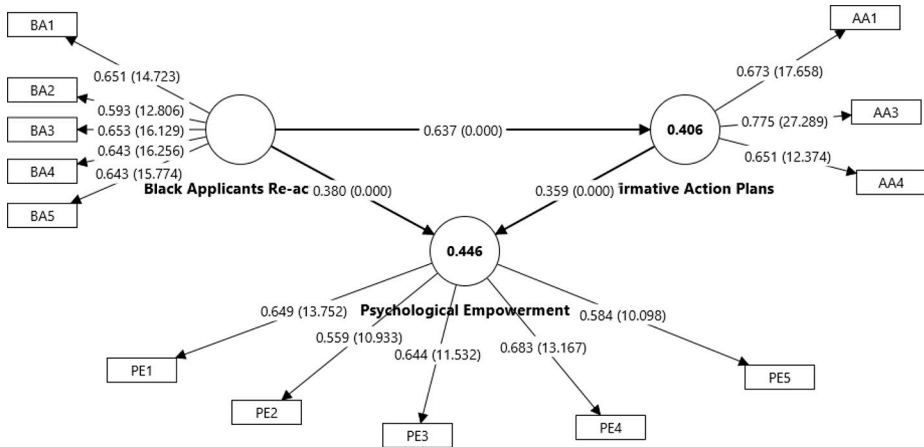 BA1
AA1
0.651 (14.723)
0.673 (17.658)
BA2
0.593 (12.806)
AA3
0.775 (27.289)
BA3
0.653 (16.129)
0.637 (0.000)
0.406
0.643 (16.256)
0.651 (12.374)
BA4
0.643 (15.774)
AA4
Black Applicants Re-ac
0.380 (0.000)
0.359 (0.000)
irmative Action Plans
BA5
0.446
0.649 (13.752)
Psychological Empowerment
0.584 (10.098)
0.559 (10.933)
0.644 (11.532)
0.683 (13.167)
PE1
PE5
PE2
PE3
PE4